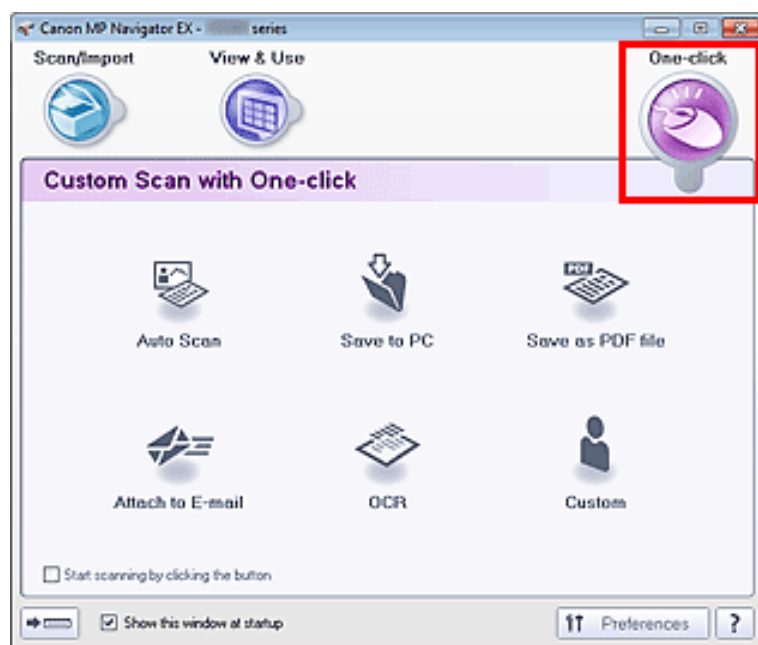 Canon MP Navigator EX - series
Scan/Import View & Use One-click
Custom Scan with One-click
Auto Scan Save to PC PDF Save as PDF file
Attach to E-mail OCR Custom
Start scanning by clicking the button
Show this window at startup Preferences ?